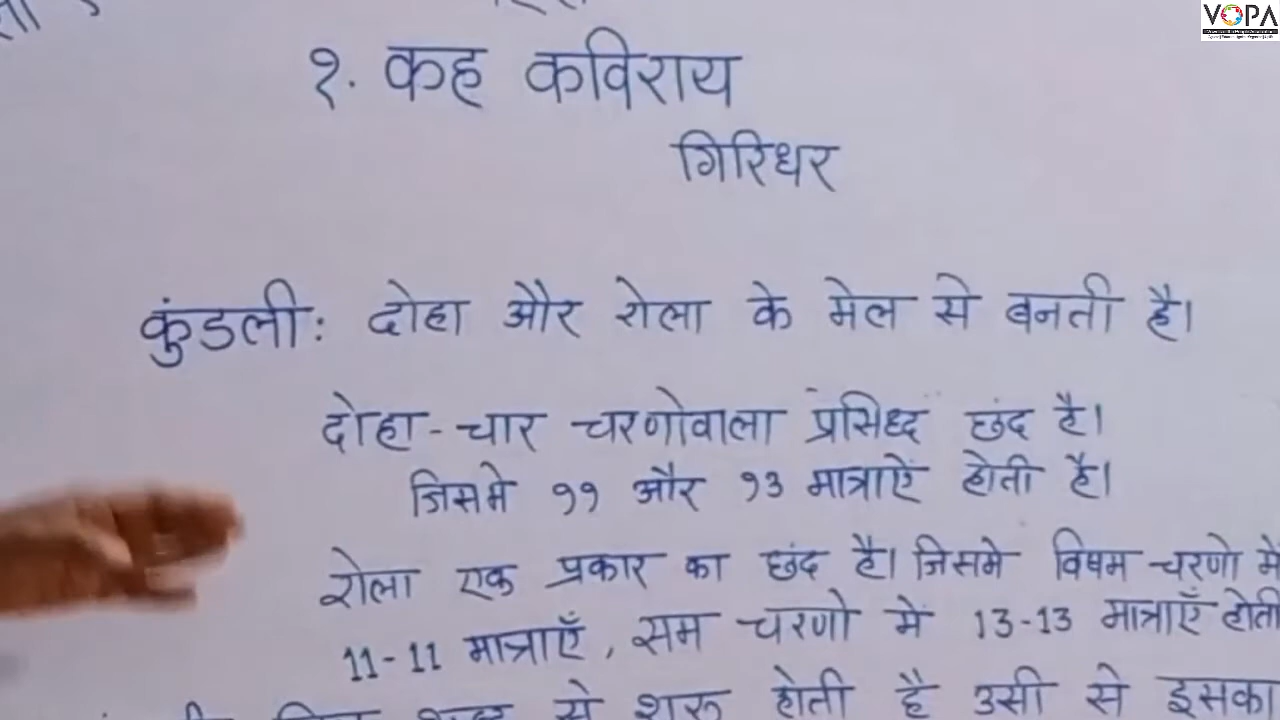 VOPA
१. कह कविराय
गिरिधर
कुंडली: दोहा और रोला के मेल से बनती है।
दोहा - चार चरणोवाला प्रसिध्द छंद है।
जिसमे ११ और १३ मात्राऐं होती है।
रोला एक प्रकार का छंद है। जिसमे विषम चरणो में
11-11 मात्राएँ, सम चरणो में 13-13 मात्राएँ होती
से शुरू होती है उसी से इसका